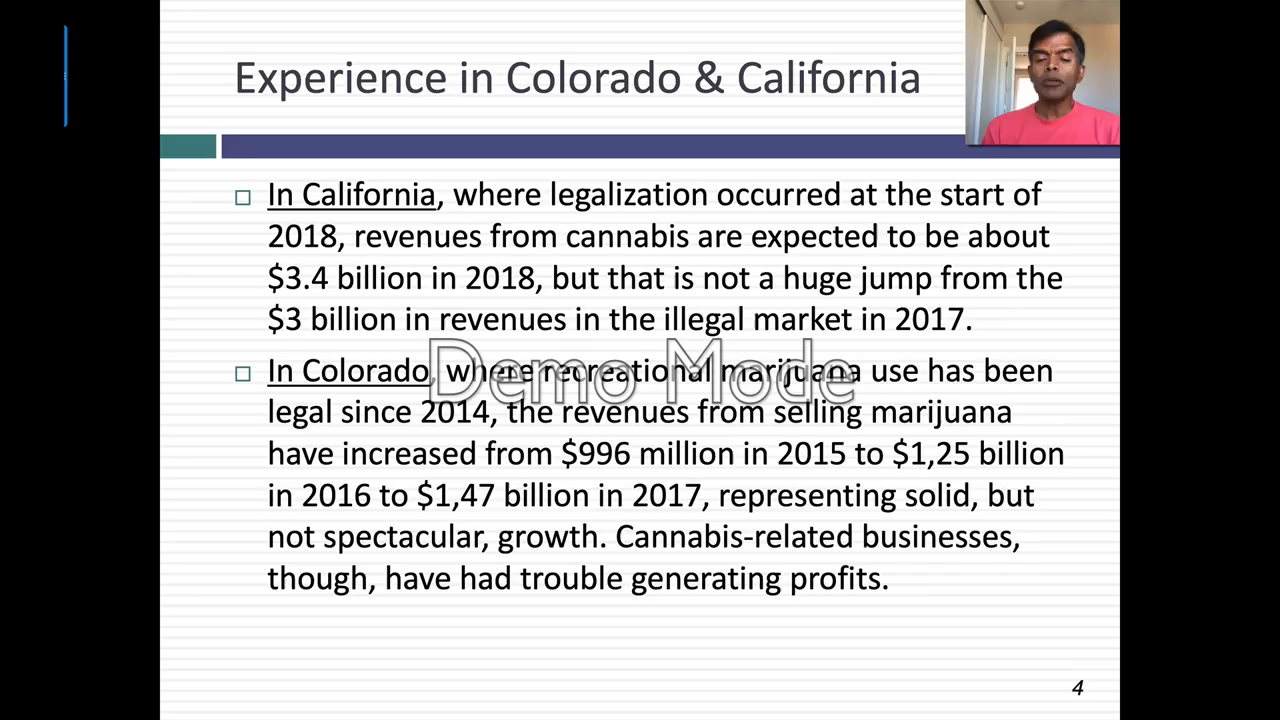 Experience in Colorado & California
In California, where legalization occurred at the start of
2018, revenues from cannabis are expected to be about
$3.4 billion in 2018, but that is not a huge jump from the
$3 billion in revenues in the illegal market in 2017.
In Colorado, where recreational marijuana use has been
Demo Mode
legal since 2014, the revenues from selling marijuana
have increased from $996 million in 2015 to $1,25 billion
in 2016 to $1,47 billion in 2017, representing solid, but
not spectacular, growth. Cannabis-related businesses,
though, have had trouble generating profits.
4